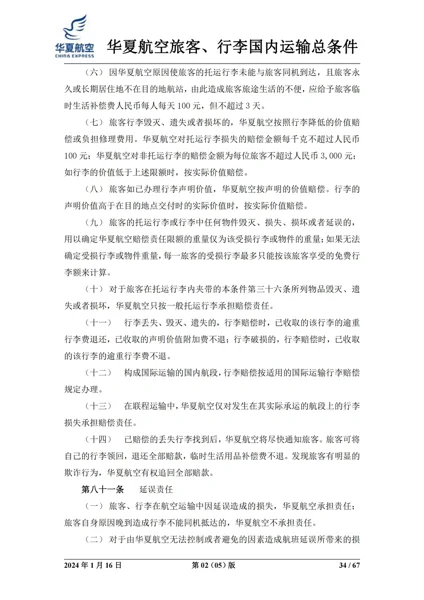 华夏航空
CHINA EXPRESS
华夏航空旅客、行李国内运输总条件
（六） 因华夏航空原因使旅客的托运行李未能与旅客同机到达，且旅客永
久或长期居住地不在目的地航站，由此造成旅客旅途生活的不便，应给予旅客临
时生活补偿费人民币每人每天 100 元，但不超过 3 天。
（七） 旅客行李毁灭、遗失或者损坏的，华夏航空按照行李降低的价值赔
偿或负担修理费用。华夏航空对托运行李损失的赔偿金额每千克不超过人民币
100 元；华夏航空对非托运行李的赔偿金额为每位旅客不超过人民币 3,000 元；
如行李的价值低于上述限额时，按实际价值赔偿。
（八） 旅客如已办理行李声明价值，华夏航空按声明的价值赔偿。行李的
声明价值高于在目的地点交付时的实际价值时，按实际价值赔偿。
（九） 旅客的托运行李或行李中任何物件毁灭、损失、损坏或者延误的，
用以确定华夏航空赔偿责任限额的重量仅为该受损行李或物件的重量；如果无法
确定受损行李或物件重量，每一旅客的受损行李最多只能按该旅客享受的免费行
李额来计算。
（十） 对于旅客在托运行李内夹带的本条件第三十六条所列物品毁灭、遗
失或者损坏，华夏航空只按一般托运行李承担赔偿责任。
（十一） 行李丢失、毁灭、遗失的，行李赔偿时，已收取的该行李的逾重
行李费退还，已收取的声明价值附加费不退；行李破损的，行李赔偿时，已收取
的该行李的逾重行李费不退。
（十二） 构成国际运输的国内航段，行李赔偿按适用的国际运输行李赔偿
规定办理。
（十三） 在联程运输中，华夏航空仅对发生在其实际承运的航段上的行李
损失承担赔偿责任。
（十四） 已赔偿的丢失行李找到后，华夏航空将尽快通知旅客。旅客可将
自己的行李领回，退还全部赔款，临时生活用品补偿费不退。发现旅客有明显的
欺诈行为，华夏航空有权追回全部赔款。
第八十一条 延误责任
（一） 旅客、行李在航空运输中因延误造成的损失，华夏航空承担责任；
旅客自身原因晚到造成行李不能同机抵达的，华夏航空不承担责任。
（二） 对于由华夏航空无法控制或者避免的因素造成航班延误所带来的损
2024 年 1 月 16 日 第 02（05）版 34 / 67